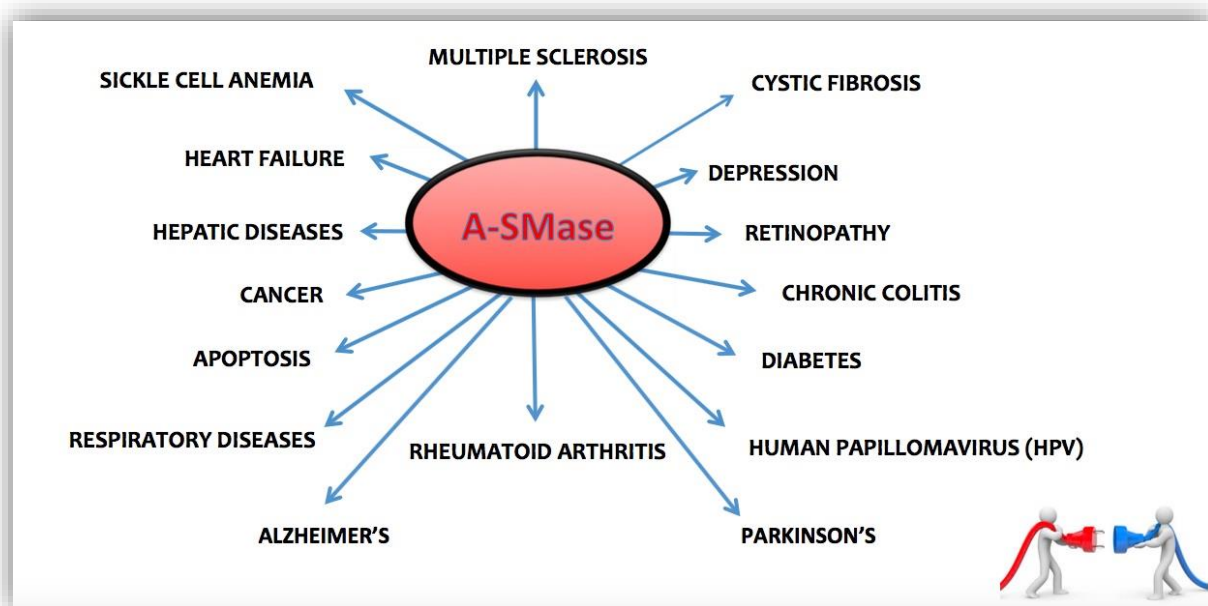 MULTIPLE SCLEROSIS
SICKLE CELL ANEMIA
CYSTIC FIBROSIS
HEART FAILURE
DEPRESSION
A-SMase
HEPATIC DISEASES
RETINOPATHY
CANCER
CHRONIC COLITIS
APOPTOSIS
DIABETES
RESPIRATORY DISEASES
RHEUMATOID ARTHRITIS
HUMAN PAPILLOMAVIRUS (HPV)
ALZHEIMER'S
PARKINSON'S